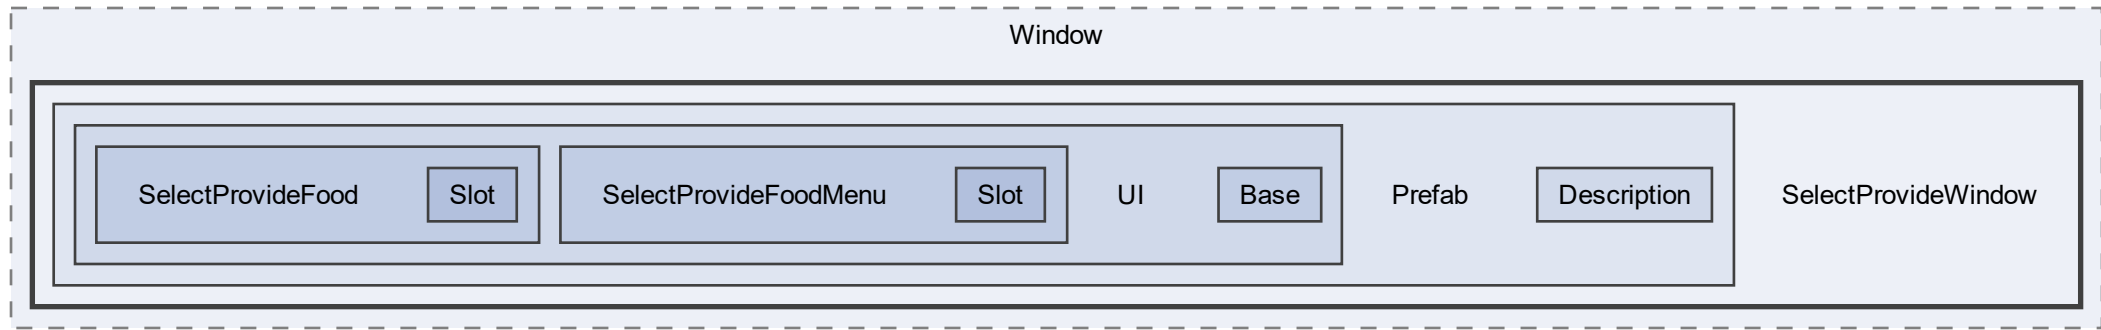 Window
SelectProvideFood
Slot
SelectProvideFoodMenu
Slot
UI
Base
Prefab
Description
SelectProvideWindow